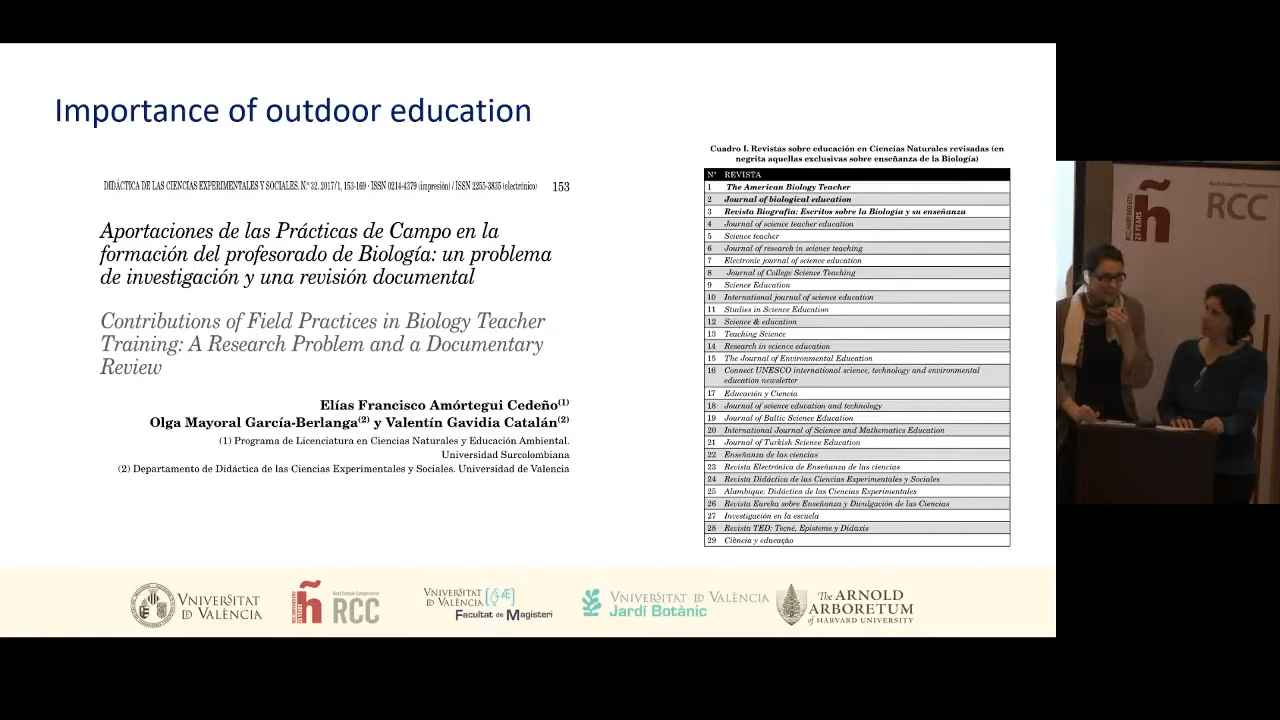 Importance of outdoor education
DIDÁCTICA DE LAS CIENCIAS EXPERIMENTALES Y SOCIALES. N.º 32. 2017/1, 153-169 · ISSN 0214-4379 (impresión) / ISSN 2255-3835 (electrónico) 153
Aportaciones de las Prácticas de Campo en la
formación del profesorado de Biología: un problema
de investigación y una revisión documental
Contributions of Field Practices in Biology Teacher
Training: A Research Problem and a Documentary
Review
Elías Francisco Amórtegui Cedeño(1)
Olga Mayoral García-Berlanga(2) y Valentín Gavidia Catalán(2)
(1) Programa de Licenciatura en Ciencias Naturales y Educación Ambiental.
Universidad Surcolombiana
(2) Departamento de Didáctica de las Ciencias Experimentales y Sociales. Universidad de Valencia
Cuadro I. Revistas sobre educación en Ciencias Naturales revisadas (en
negrita aquellas exclusivas sobre enseñanza de la Biología)
Nº REVISTA
1 The American Biology Teacher
2 Journal of biological education
3 Revista Biografía: Escritos sobre la Biología y su enseñanza
4 Journal of science teacher education
5 Science teacher
6 Journal of research in science teaching
7 Electronic journal of science education
8 Journal of College Science Teaching
9 Science Education
10 International journal of science education
11 Studies in Science Education
12 Science & education
13 Teaching Science
14 Research in science education
15 The Journal of Environmental Education
16 Connect UNESCO international science, technology and environmental
education newsletter
17 Educación y Ciencia
18 Journal of science education and technology
19 Journal of Baltic Science Education
20 International Journal of Science and Mathematics Education
21 Journal of Turkish Science Education
22 Enseñanza de las ciencias
23 Revista Electrónica de Enseñanza de las ciencias
24 Revista Didáctica de las Ciencias Experimentales y Sociales
25 Alambique. Didáctica de las Ciencias Experimentales
26 Revista Eureka sobre Enseñanza y Divulgación de las Ciencias
27 Investigación en la escuela
28 Revista TED: Tecné, Episteme y Didaxis
29 Ciência y educação
VNIVERSITAT
ID VALÈNCIA
Real Colegio Complutense
RCC
VNIVERSITAT
ID VALÈNCIA
Facultat de Magisteri
VNIVERSITAT ID VALÈNCIA
Jardí Botànic
The ARNOLD
ARBORETUM
of HARVARD UNIVERSITY
RCC.HARVARD.EDU
25 YEARS
ñ
h
Real Colegio Complutense
RCC